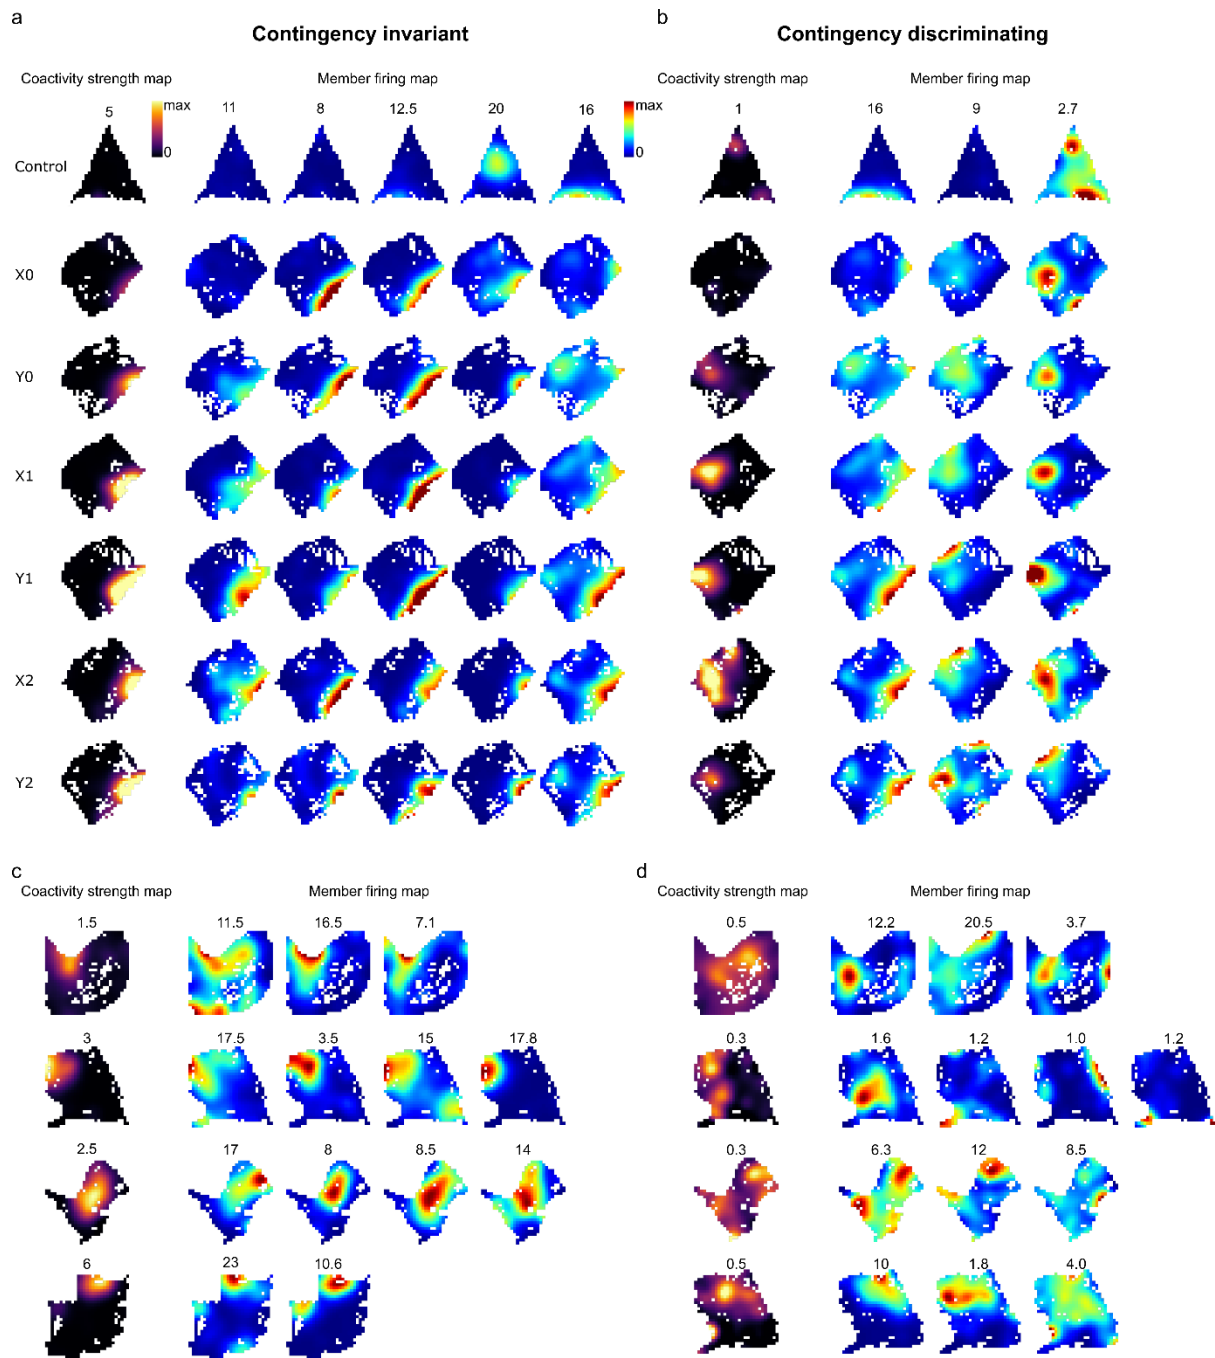 a
Contingency invariant
b
Contingency discriminating
Coactivity strength map
Member firing map
Coactivity strength map
Member firing map
5
max
0
11
8
12.5
20
16
max
0
1
16
9
2.7
Control
X0
Y0
X1
Y1
X2
Y2
c
Coactivity strength map
Member firing map
d
Coactivity strength map
Member firing map
1.5
11.5
16.5
7.1
0.5
12.2
20.5
3.7
3
17.5
3.5
15
17.8
0.3
1.6
1.2
1.0
1.2
2.5
17
8
8.5
14
0.3
6.3
12
8.5
6
23
10.6
0.5
10
1.8
4.0